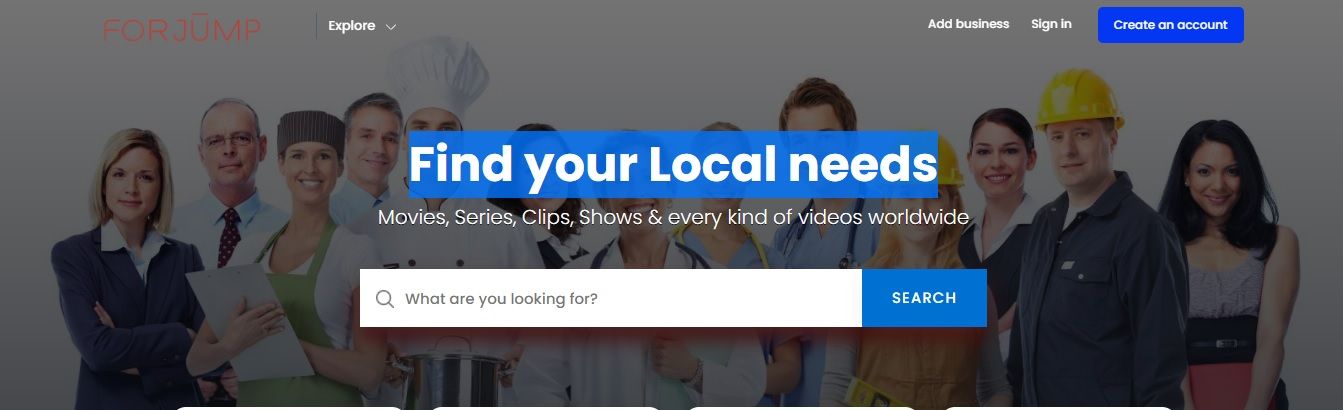 FORJŪMP
Explore
Add business
Sign in
Create an account
Find your Local needs
Movies, Series, Clips, Shows & every kind of videos worldwide
What are you looking for?
SEARCH